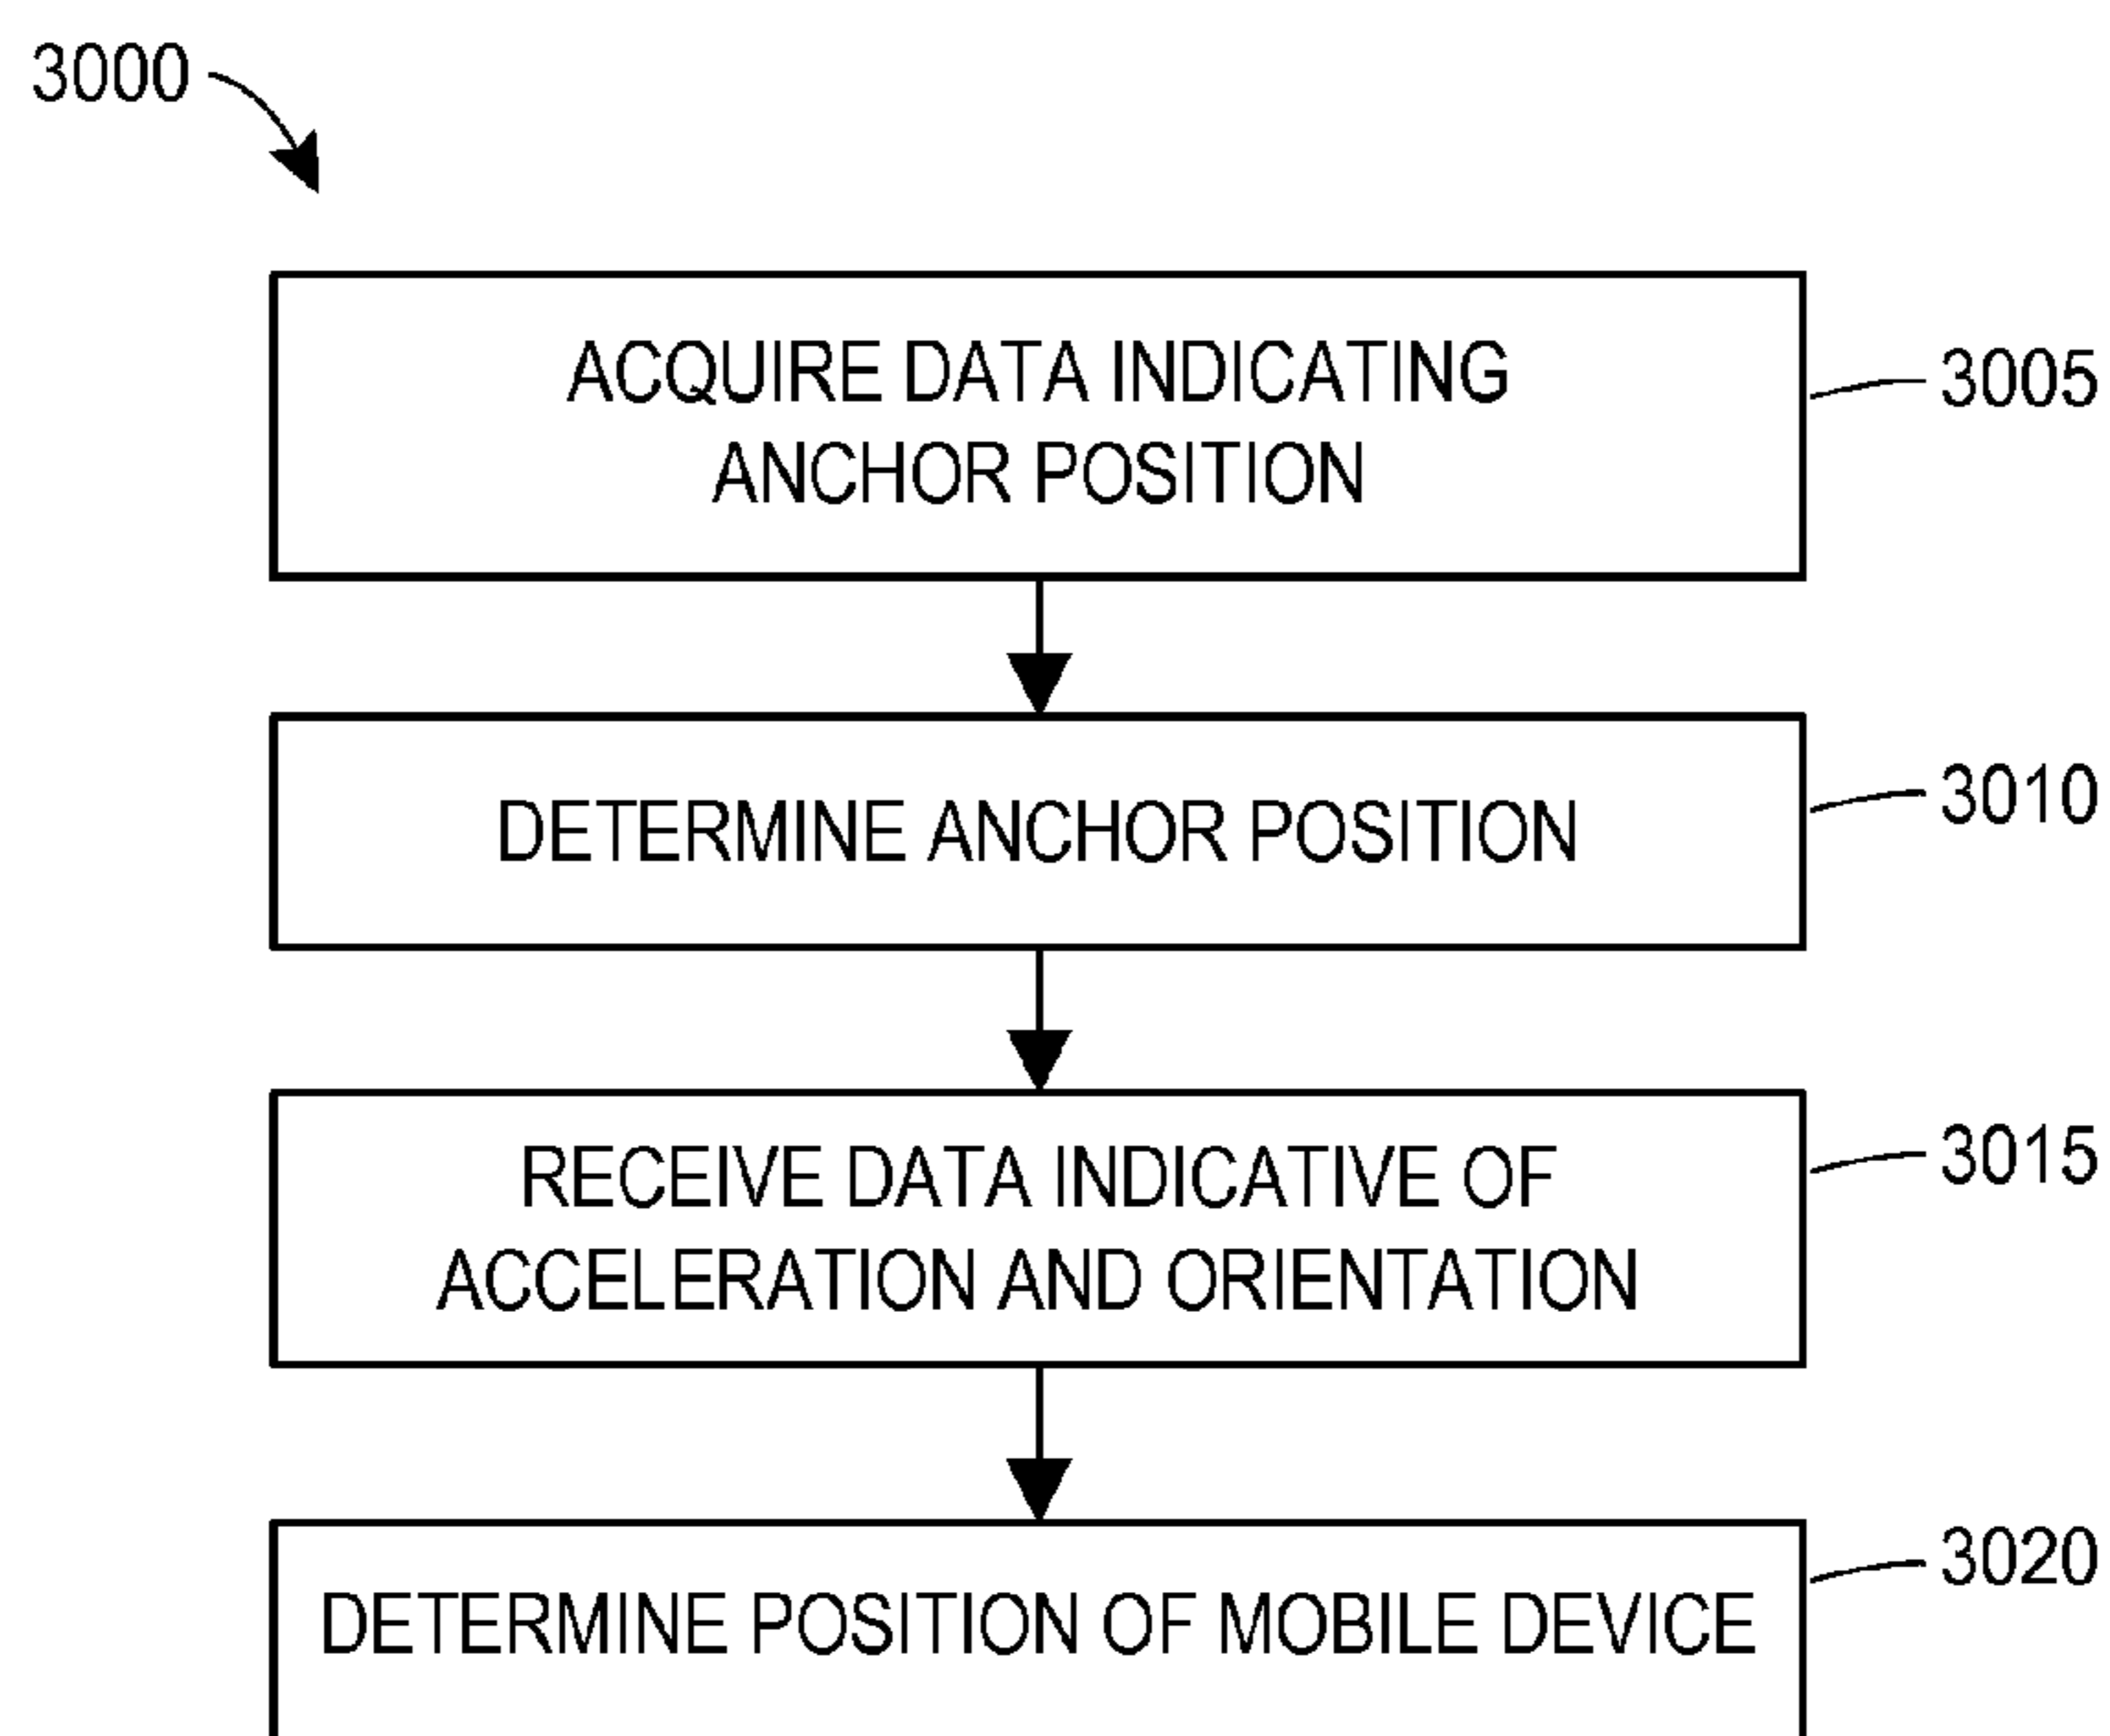 3000
ACQUIRE DATA INDICATING
ANCHOR POSITION
3005
DETERMINE ANCHOR POSITION
3010
RECEIVE DATA INDICATIVE OF
ACCELERATION AND ORIENTATION
3015
DETERMINE POSITION OF MOBILE DEVICE
3020